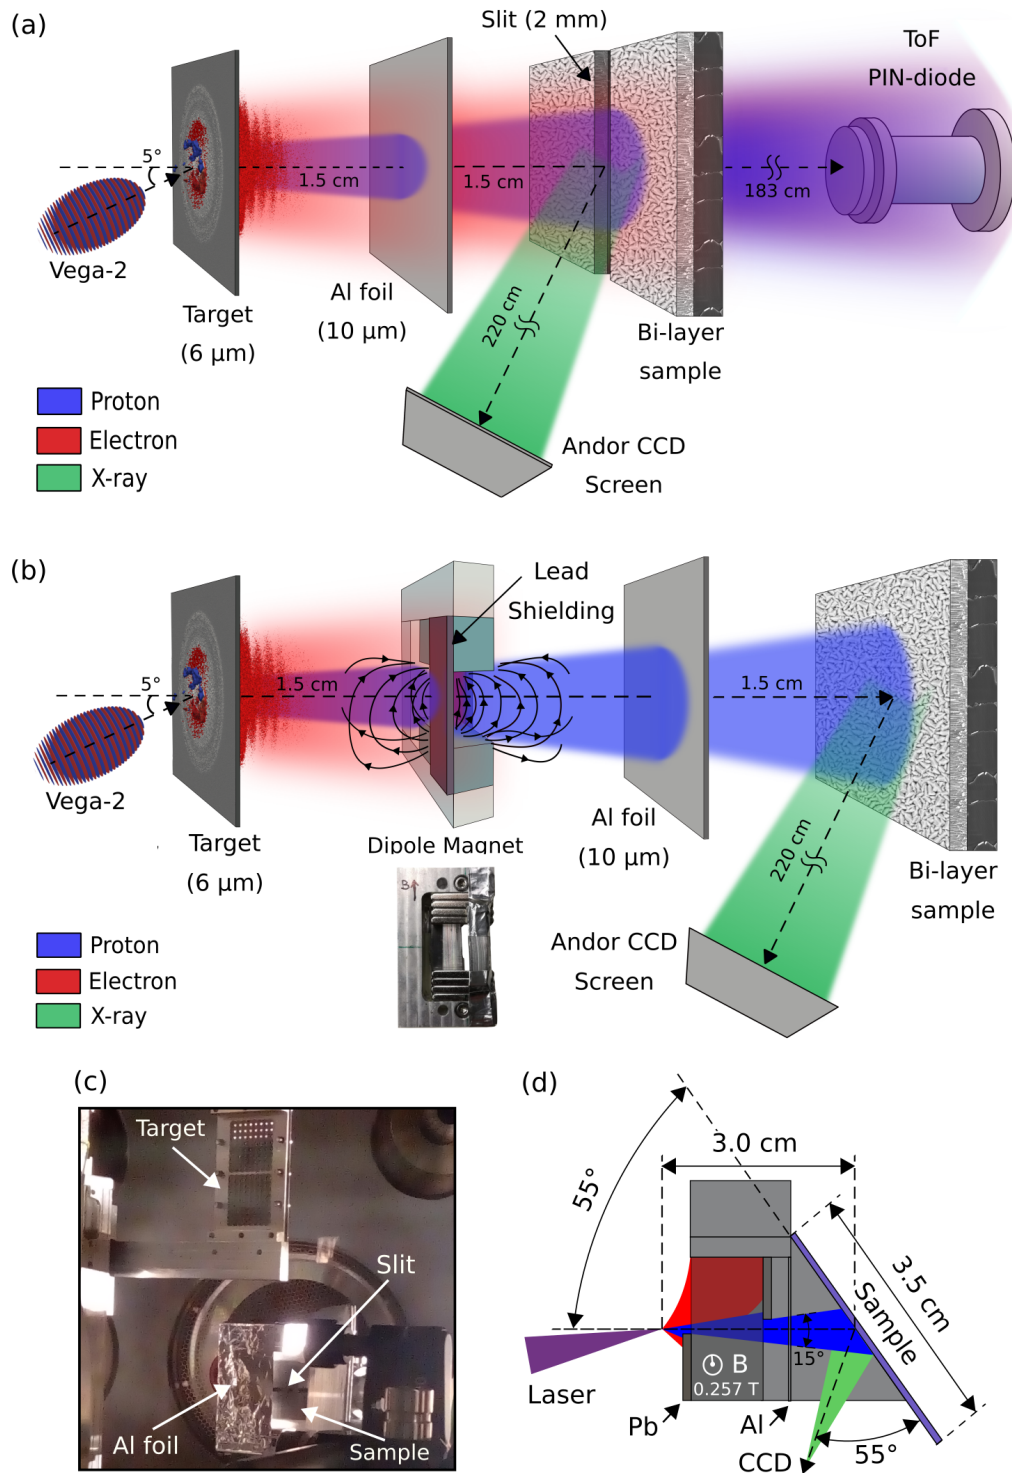 (a)
Slit (2 mm)
ToF
PIN-diode
5°
1.5 cm
1.5 cm
183 cm
Vega-2
Target
(6 μm)
Al foil
(10 μm)
220 cm
Bi-layer
sample
Andor CCD
Screen
Proton
Electron
X-ray
(b)
Lead
Shielding
5°
1.5 cm
1.5 cm
Vega-2
Target
(6 μm)
Dipole Magnet
Al foil
(10 μm)
220 cm
Bi-layer
sample
B↑
Andor CCD
Screen
Proton
Electron
X-ray
(c)
Target
Slit
Al foil
Sample
(d)
3.0 cm
55°
3.5 cm
Sample
15°
B
0.257 T
Laser
Pb
Al
CCD
55°